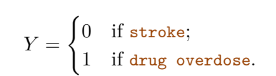 Y = { 0 if stroke;
1 if drug overdose.